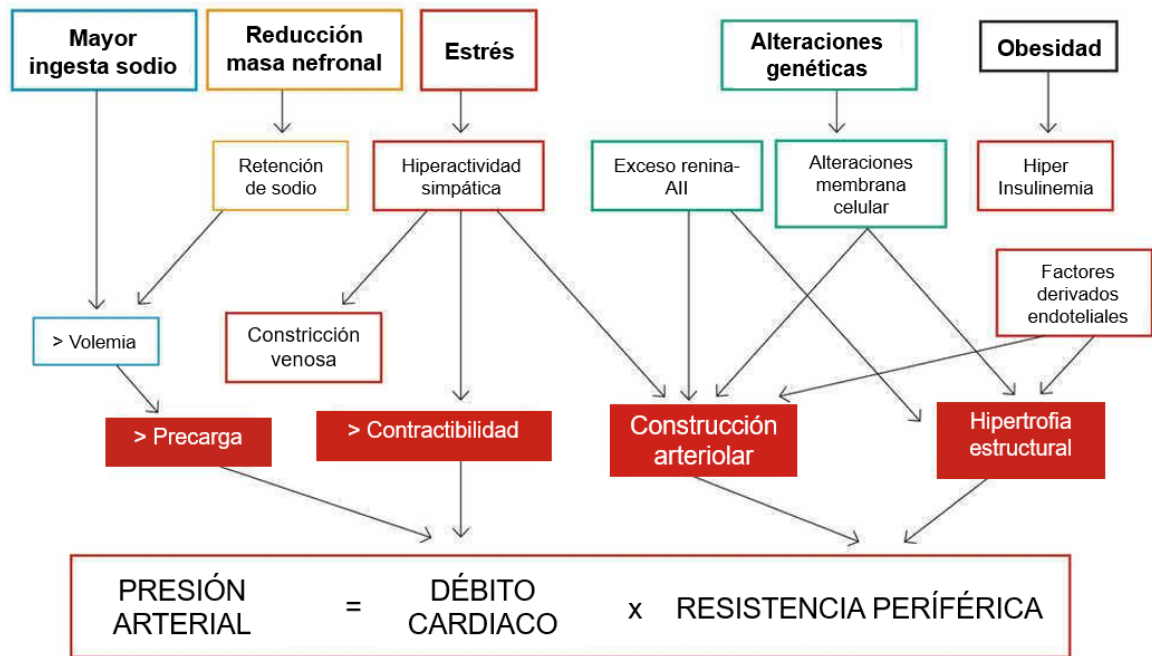 Mayor
ingesta sodio
Reducción
masa nefronal
Estrés
Alteraciones
genéticas
Obesidad
Retención
de sodio
Hiperactividad
simpática
Exceso renina-
AII
Alteraciones
membrana
celular
Hiper
Insulinemia
Factores
derivados
endoteliales
> Volemia
Constricción
venosa
> Precarga
> Contractibilidad
Construcción
arteriolar
Hipertrofia
estructural
PRESIÓN
ARTERIAL
=
DÉBITO
CARDIACO
x
RESISTENCIA PERÍFÉRICA